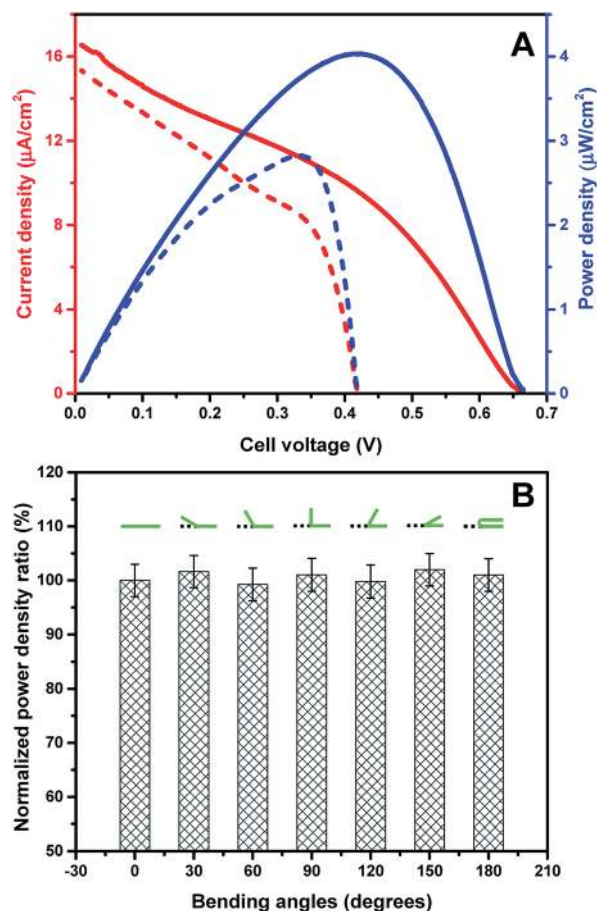 A
Current density (μA/cm²)
Power density (μW/cm²)
16
12
8
4
0
4
3
2
1
0
0.0 0.1 0.2 0.3 0.4 0.5 0.6 0.7
Cell voltage (V)
B
Normalized power density ratio (%)
120
110
100
90
80
70
60
50
-30 0 30 60 90 120 150 180 210
Bending angles (degrees)